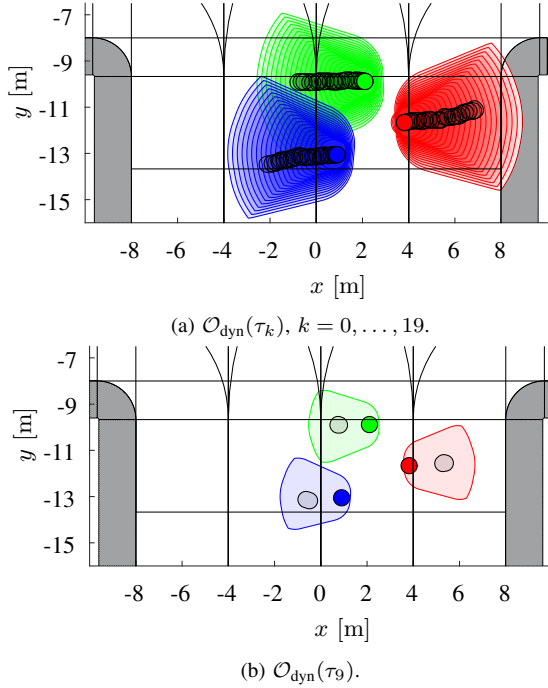 -7
-9
-11
-13
-15
y [m]
-8 -6 -4 -2 0 2 4 6 8
x [m]
(a) 𝒪dyn(τk), k = 0, . . . , 19.
-7
-9
-11
-13
-15
y [m]
-8 -6 -4 -2 0 2 4 6 8
x [m]
(b) 𝒪dyn(τ9).